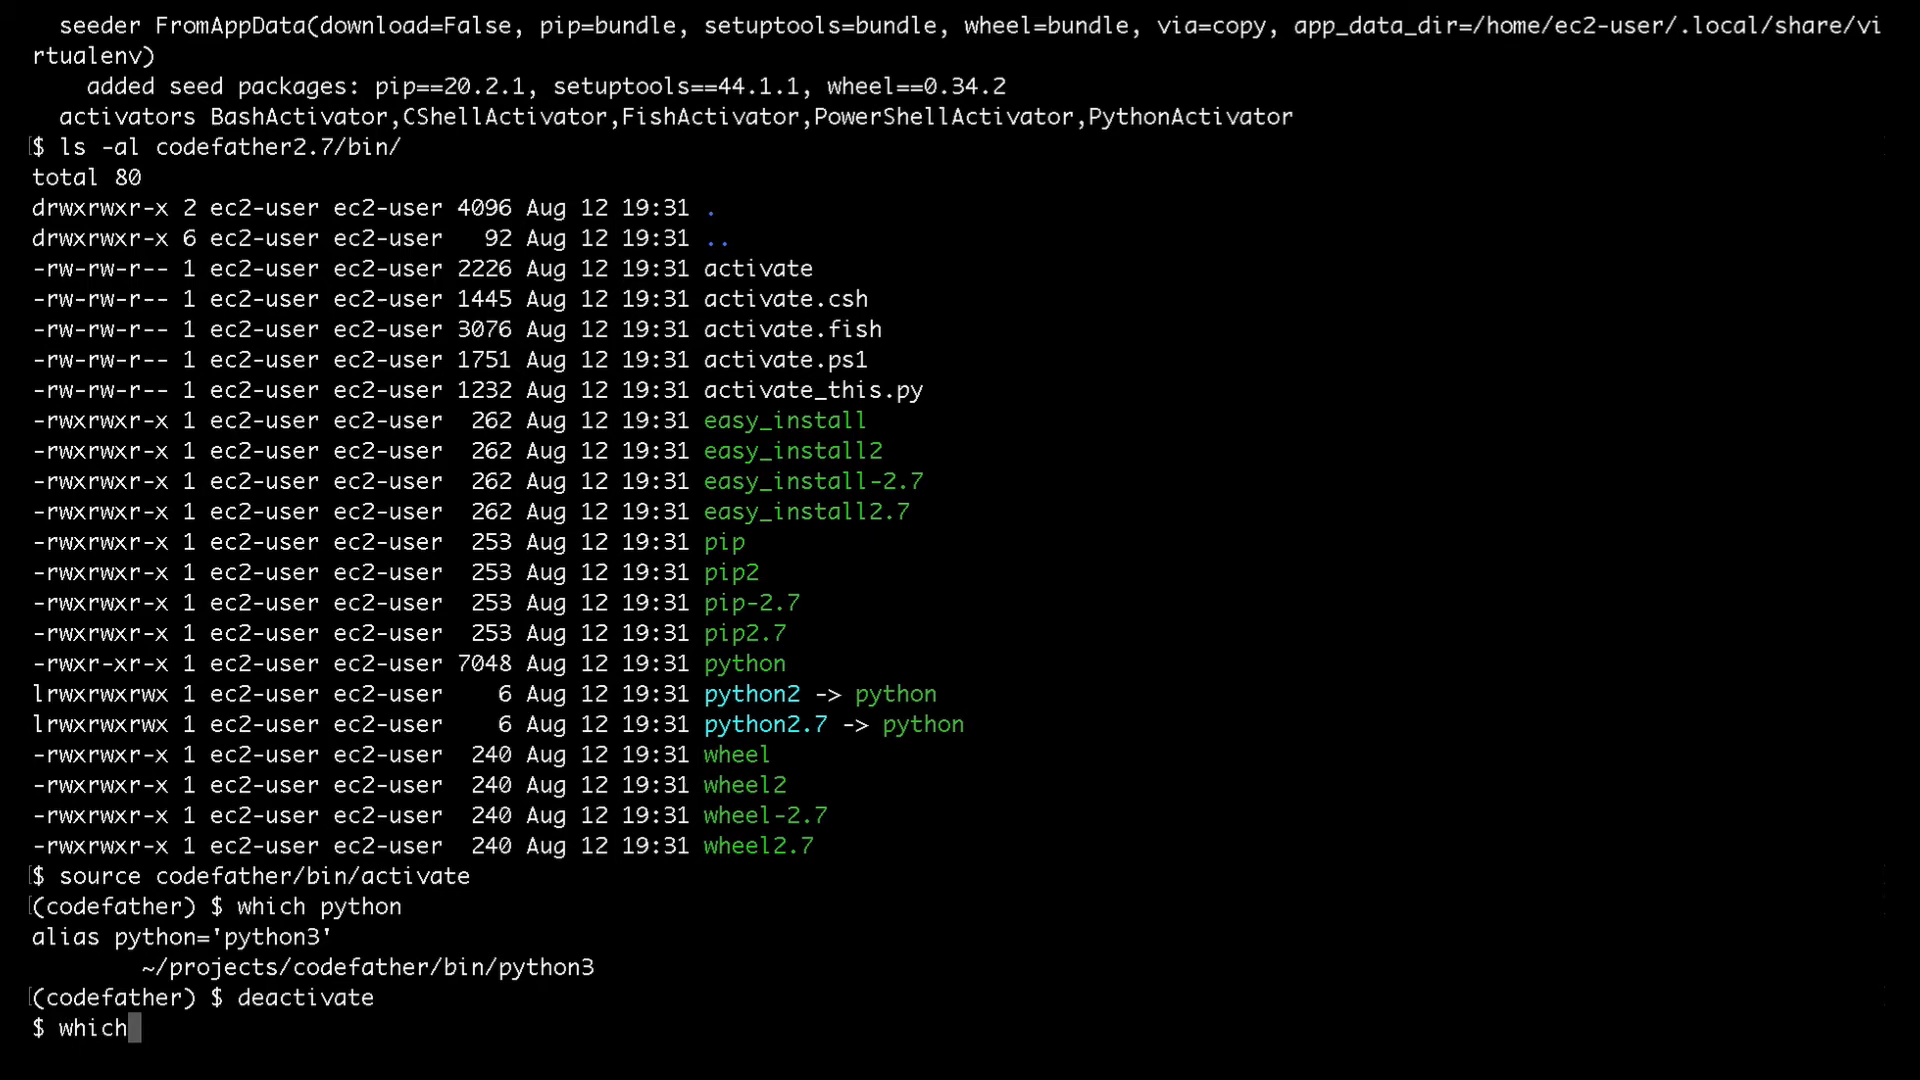 seeder FromAppData(download=False, pip=bundle, setuptools=bundle, wheel=bundle, via=copy, app_data_dir=/home/ec2-user/.local/share/vi
rtualenv)
added seed packages: pip==20.2.1, setuptools==44.1.1, wheel==0.34.2
activators BashActivator,CShellActivator,FishActivator,PowerShellActivator,PythonActivator
[$ ls -al codefather2.7/bin/
total 80
drwxrwxr-x 2 ec2-user ec2-user 4096 Aug 12 19:31 .
drwxrwxr-x 6 ec2-user ec2-user   92 Aug 12 19:31 ..
-rw-rw-r-- 1 ec2-user ec2-user 2226 Aug 12 19:31 activate
-rw-rw-r-- 1 ec2-user ec2-user 1445 Aug 12 19:31 activate.csh
-rw-rw-r-- 1 ec2-user ec2-user 3076 Aug 12 19:31 activate.fish
-rw-rw-r-- 1 ec2-user ec2-user 1751 Aug 12 19:31 activate.ps1
-rw-rw-r-- 1 ec2-user ec2-user 1232 Aug 12 19:31 activate_this.py
-rwxrwxr-x 1 ec2-user ec2-user  262 Aug 12 19:31 easy_install
-rwxrwxr-x 1 ec2-user ec2-user  262 Aug 12 19:31 easy_install2
-rwxrwxr-x 1 ec2-user ec2-user  262 Aug 12 19:31 easy_install-2.7
-rwxrwxr-x 1 ec2-user ec2-user  262 Aug 12 19:31 easy_install2.7
-rwxrwxr-x 1 ec2-user ec2-user  253 Aug 12 19:31 pip
-rwxrwxr-x 1 ec2-user ec2-user  253 Aug 12 19:31 pip2
-rwxrwxr-x 1 ec2-user ec2-user  253 Aug 12 19:31 pip-2.7
-rwxrwxr-x 1 ec2-user ec2-user  253 Aug 12 19:31 pip2.7
-rwxr-xr-x 1 ec2-user ec2-user 7048 Aug 12 19:31 python
lrwxrwxrwx 1 ec2-user ec2-user    6 Aug 12 19:31 python2 -> python
lrwxrwxrwx 1 ec2-user ec2-user    6 Aug 12 19:31 python2.7 -> python
-rwxrwxr-x 1 ec2-user ec2-user  240 Aug 12 19:31 wheel
-rwxrwxr-x 1 ec2-user ec2-user  240 Aug 12 19:31 wheel2
-rwxrwxr-x 1 ec2-user ec2-user  240 Aug 12 19:31 wheel-2.7
-rwxrwxr-x 1 ec2-user ec2-user  240 Aug 12 19:31 wheel2.7
[$ source codefather/bin/activate
[(codefather) $ which python
alias python='python3'
~/projects/codefather/bin/python3
[(codefather) $ deactivate
$ which